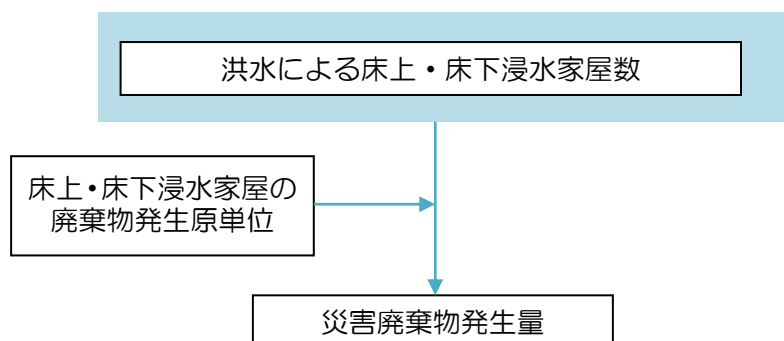 洪水による床上・床下浸水家屋数
床上・床下浸水家屋の
廃棄物発生原単位
災害廃棄物発生量